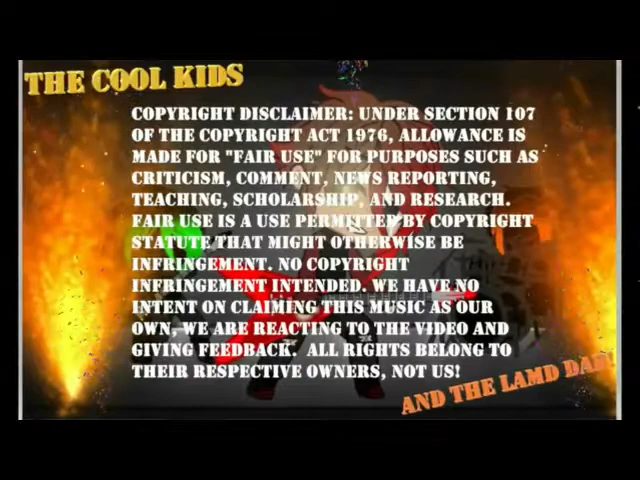 THE COOL KIDS
COPYRIGHT DISCLAIMER: UNDER SECTION 107
OF THE COPYRIGHT ACT 1976, ALLOWANCE IS
MADE FOR "FAIR USE" FOR PURPOSES SUCH AS
CRITICISM, COMMENT, NEWS REPORTING,
TEACHING, SCHOLARSHIP, AND RESEARCH.
FAIR USE IS A USE PERMITTED BY COPYRIGHT
STATUTE THAT MIGHT OTHERWISE BE
INFRINGEMENT. NO COPYRIGHT
INFRINGEMENT INTENDED. WE HAVE NO
INTENT ON CLAIMING THIS MUSIC AS OUR
OWN, WE ARE REACTING TO THE VIDEO AND
GIVING FEEDBACK. ALL RIGHTS BELONG TO
THEIR RESPECTIVE OWNERS, NOT US!
AND THE LAMD DAD!